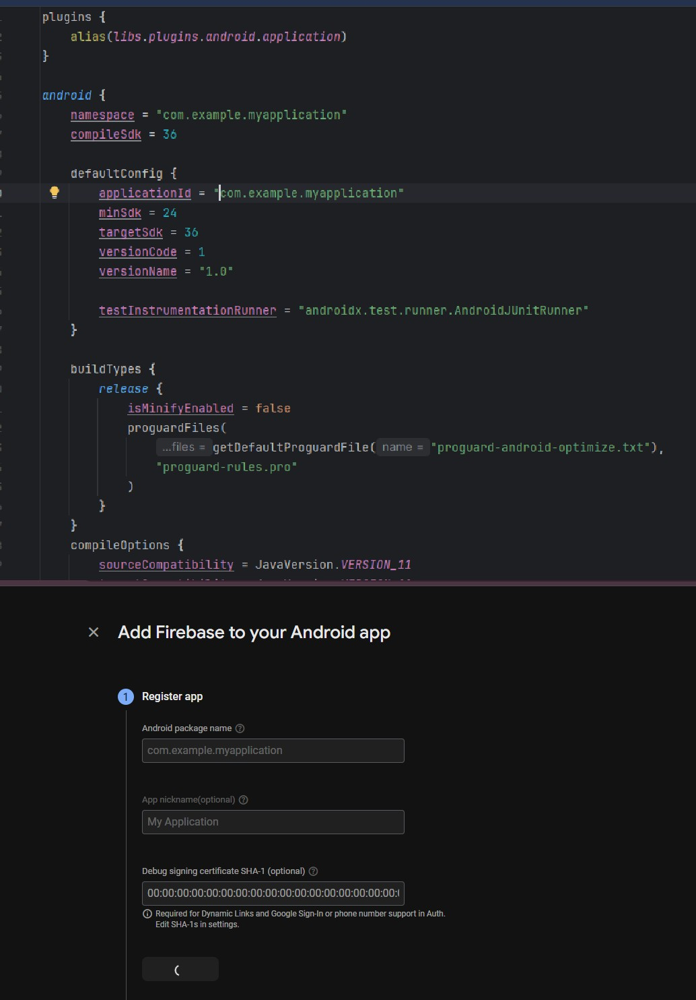 plugins {
alias(libs.plugins.android.application)
}
android {
namespace = "com.example.myapplication"
compileSdk = 36
defaultConfig {
applicationId = "com.example.myapplication"
minSdk = 24
targetSdk = 36
versionCode = 1
versionName = "1.0"
testInstrumentationRunner = "androidx.test.runner.AndroidJUnitRunner"
}
buildTypes {
release {
isMinifyEnabled = false
proguardFiles(
...files = getDefaultProguardFile( name = "proguard-android-optimize.txt"),
"proguard-rules.pro"
)
}
}
compileOptions {
sourceCompatibility = JavaVersion.VERSION_11
Add Firebase to your Android app
1 Register app
Android package name
com.example.myapplication
App nickname(optional)
My Application
Debug signing certificate SHA-1 (optional)
00:00:00:00:00:00:00:00:00:00:00:00:00:00:00:00:00:
Required for Dynamic Links and Google Sign-In or phone number support in Auth.
Edit SHA-1s in settings.